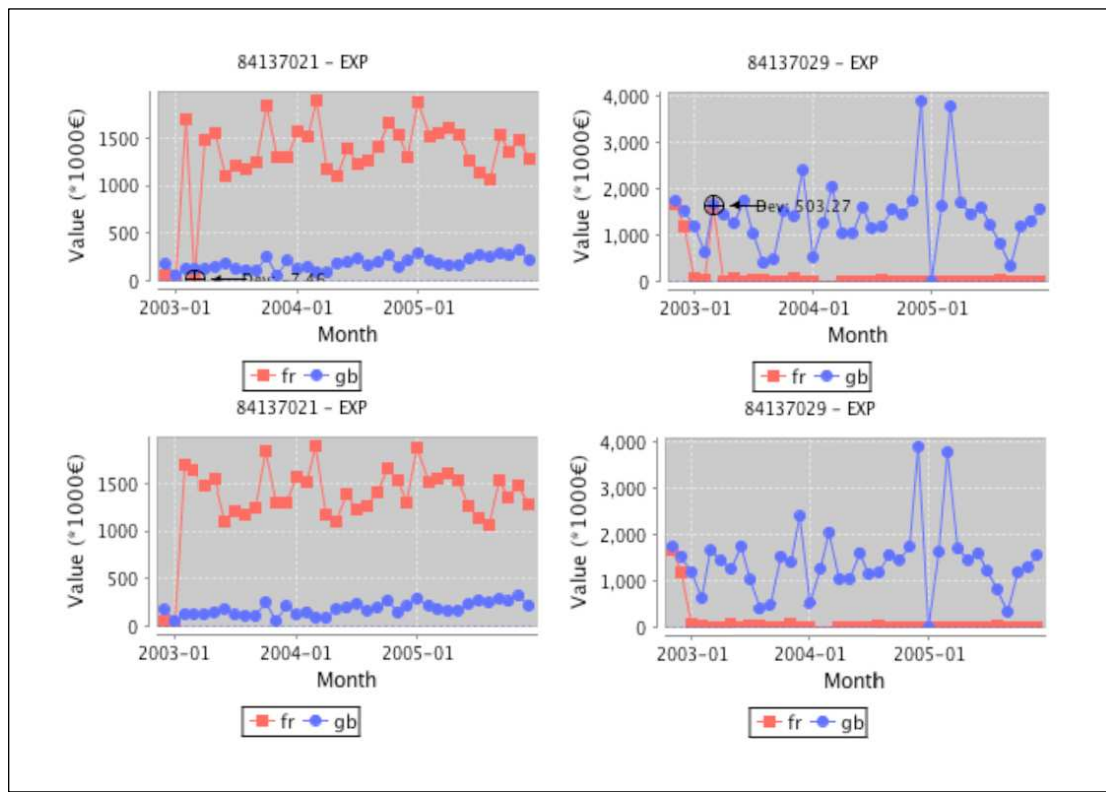 84137021 - EXP
Value (*1000€)
1500
1000
500
0
2003-01 2004-01 2005-01
Month
fr gb
84137029 - EXP
Value (*1000€)
4,000
3,000
2,000
1,000
0
Dev: 503.27
2003-01 2004-01 2005-01
Month
fr gb
84137021 - EXP
Value (*1000€)
1500
1000
500
0
2003-01 2004-01 2005-01
Month
fr gb
84137029 - EXP
Value (*1000€)
4,000
3,000
2,000
1,000
0
2003-01 2004-01 2005-01
Month
fr gb